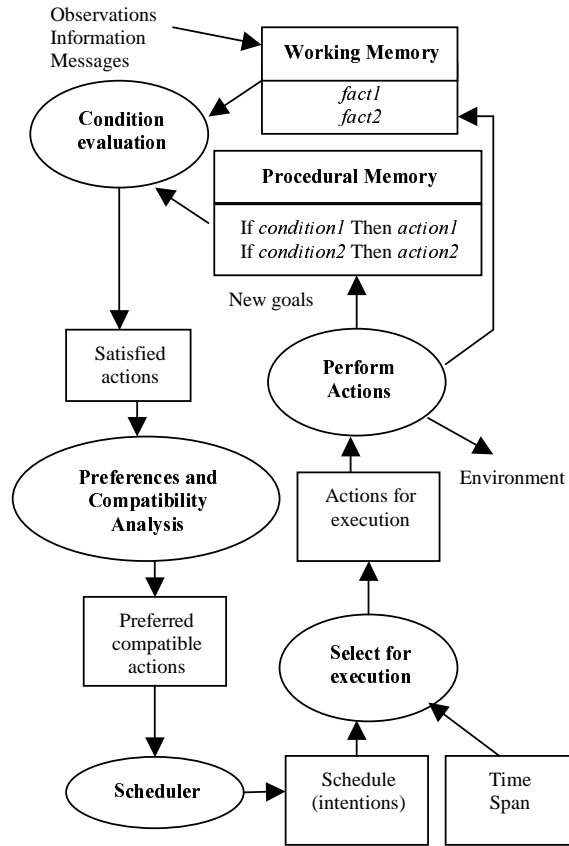 Observations
Information
Messages
Working Memory
fact1
fact2
Condition
evaluation
Procedural Memory
If condition1 Then action1
If condition2 Then action2
New goals
Satisfied
actions
Perform
Actions
Preferences and
Compatibility
Analysis
Environment
Actions for
execution
Preferred
compatible
actions
Select for
execution
Scheduler
Schedule
(intentions)
Time
Span